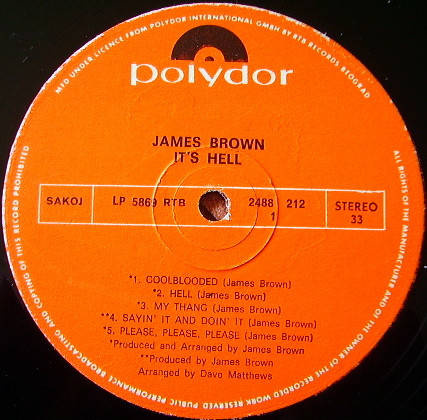 MFD UNDER LICENCE FROM POLYDOR INTERNATIONAL GMBH BY RTB RECORDS BEOGRAD
polydor
JAMES BROWN
IT'S HELL
SAKOJ LP 5869 RTB 2488 212 STEREO
1 33
*1. COOLBLOODED (James Brown)
*2. HELL (James Brown)
*3. MY THANG (James Brown)
**4. SAYIN' IT AND DOIN' IT (James Brown)
*5. PLEASE, PLEASE, PLEASE (James Brown)
*Produced and Arranged by James Brown
**Produced by James Brown
Arranged by Dave Matthews
ALL RIGHTS OF THE MANUFACTURER AND OF THE OWNER OF THE RECORDED WORK RESERVED PUBLIC PERFORMANCE BROADCASTING AND COPYING OF THIS RECORD PROHIBITED